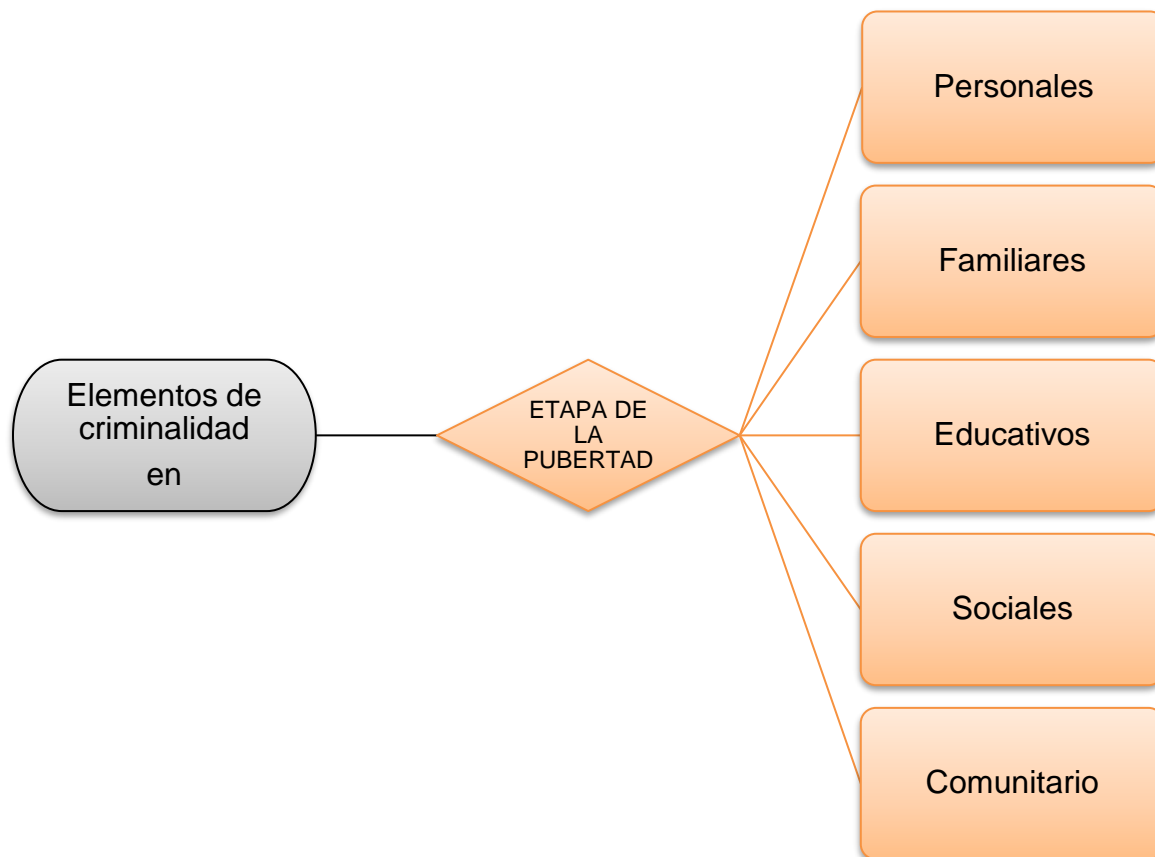 Elementos de
criminalidad
en
ETAPA DE
LA
PUBERTAD
Personales
Familiares
Educativos
Sociales
Comunitario